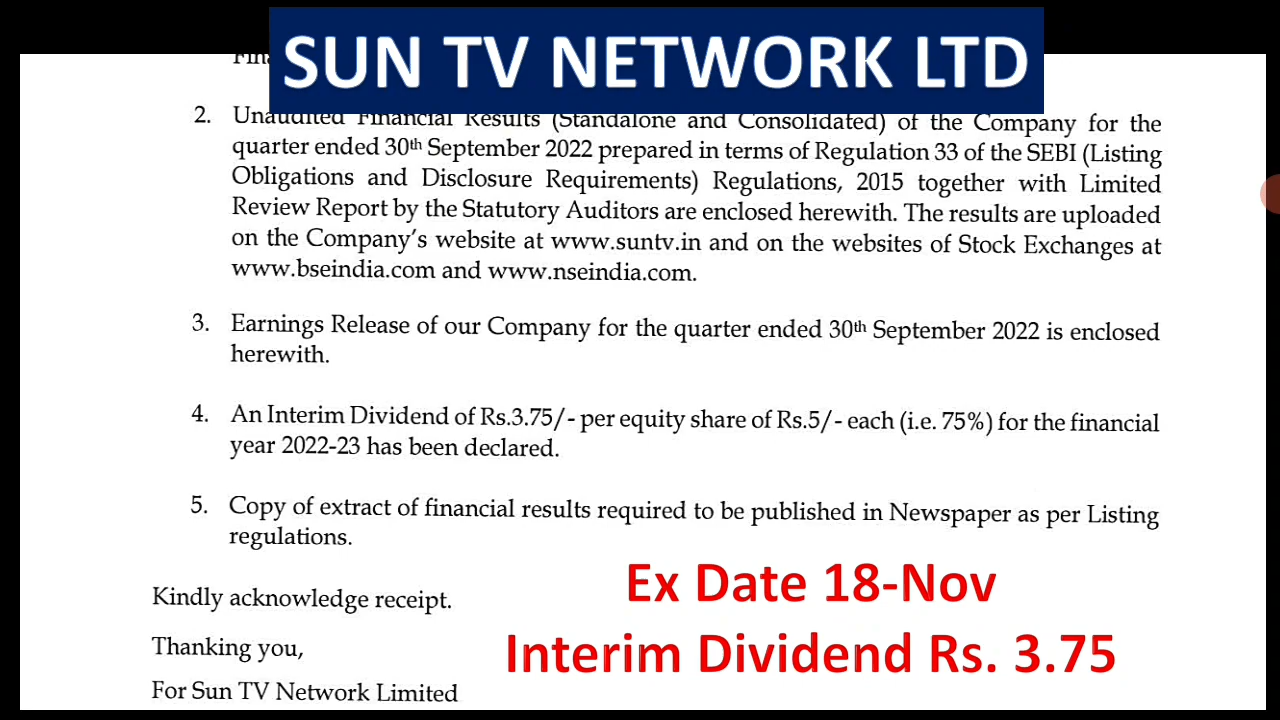 SUN TV NETWORK LTD
2. Unaudited Financial Results (Standalone and Consolidated) of the Company for the
quarter ended 30th September 2022 prepared in terms of Regulation 33 of the SEBI (Listing
Obligations and Disclosure Requirements) Regulations, 2015 together with Limited
Review Report by the Statutory Auditors are enclosed herewith. The results are uploaded
on the Company's website at www.suntv.in and on the websites of Stock Exchanges at
www.bseindia.com and www.nseindia.com.
3. Earnings Release of our Company for the quarter ended 30th September 2022 is enclosed
herewith.
4. An Interim Dividend of Rs.3.75/- per equity share of Rs.5/- each (i.e. 75%) for the financial
year 2022-23 has been declared.
5. Copy of extract of financial results required to be published in Newspaper as per Listing
regulations.
Kindly acknowledge receipt.
Thanking you,
For Sun TV Network Limited
Ex Date 18-Nov
Interim Dividend Rs. 3.75